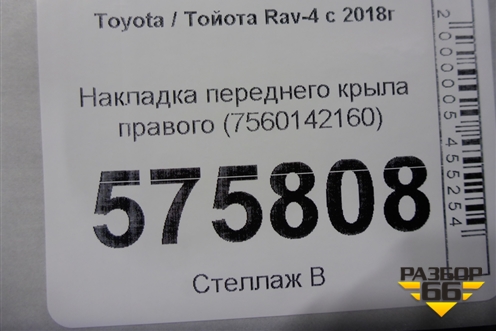 Toyota / Тойота Rav-4 с 2018г
Накладка переднего крыла
правого (7560142160)
575808
Стеллаж В
2000005455254
РАЗБОР
66